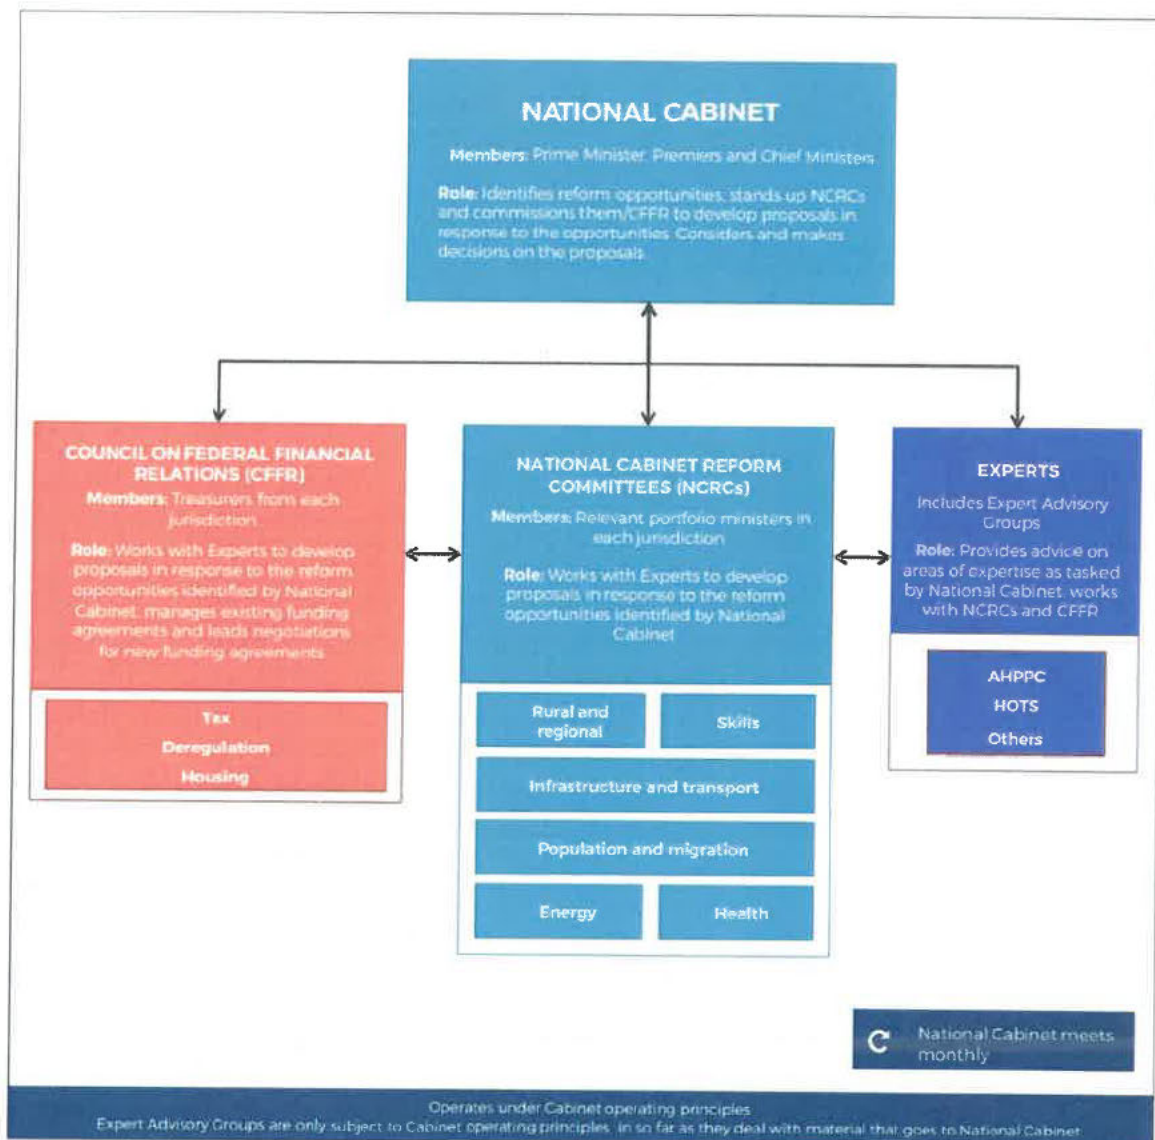 NATIONAL CABINET
Members: Prime Minister, Premiers and Chief Ministers
Role: Identifies reform opportunities, stands up NCRCs
and commissions them/CFFR to develop proposals in
response to the opportunities. Considers and makes
decisions on the proposals.
COUNCIL ON FEDERAL FINANCIAL
RELATIONS (CFFR)
Members: Treasurers from each
jurisdiction
Role: Works with Experts to develop
proposals in response to the reform
opportunities identified by National
Cabinet, manages existing funding
agreements and leads negotiations
for new funding agreements
Tax
Deregulation
Housing
NATIONAL CABINET REFORM
COMMITTEES (NCRCs)
Members: Relevant portfolio ministers in
each jurisdiction
Role: Works with Experts to develop
proposals in response to the reform
opportunities identified by National
Cabinet
Rural and
regional
Skills
Infrastructure and transport
Population and migration
Energy
Health
EXPERTS
Includes Expert Advisory
Groups
Role: Provides advice on
areas of expertise as tasked
by National Cabinet, works
with NCRCs and CFFR
AHPPC
HOTS
Others
National Cabinet meets
monthly
Operates under Cabinet operating principles
Expert Advisory Groups are only subject to Cabinet operating principles, in so far as they deal with material that goes to National Cabinet